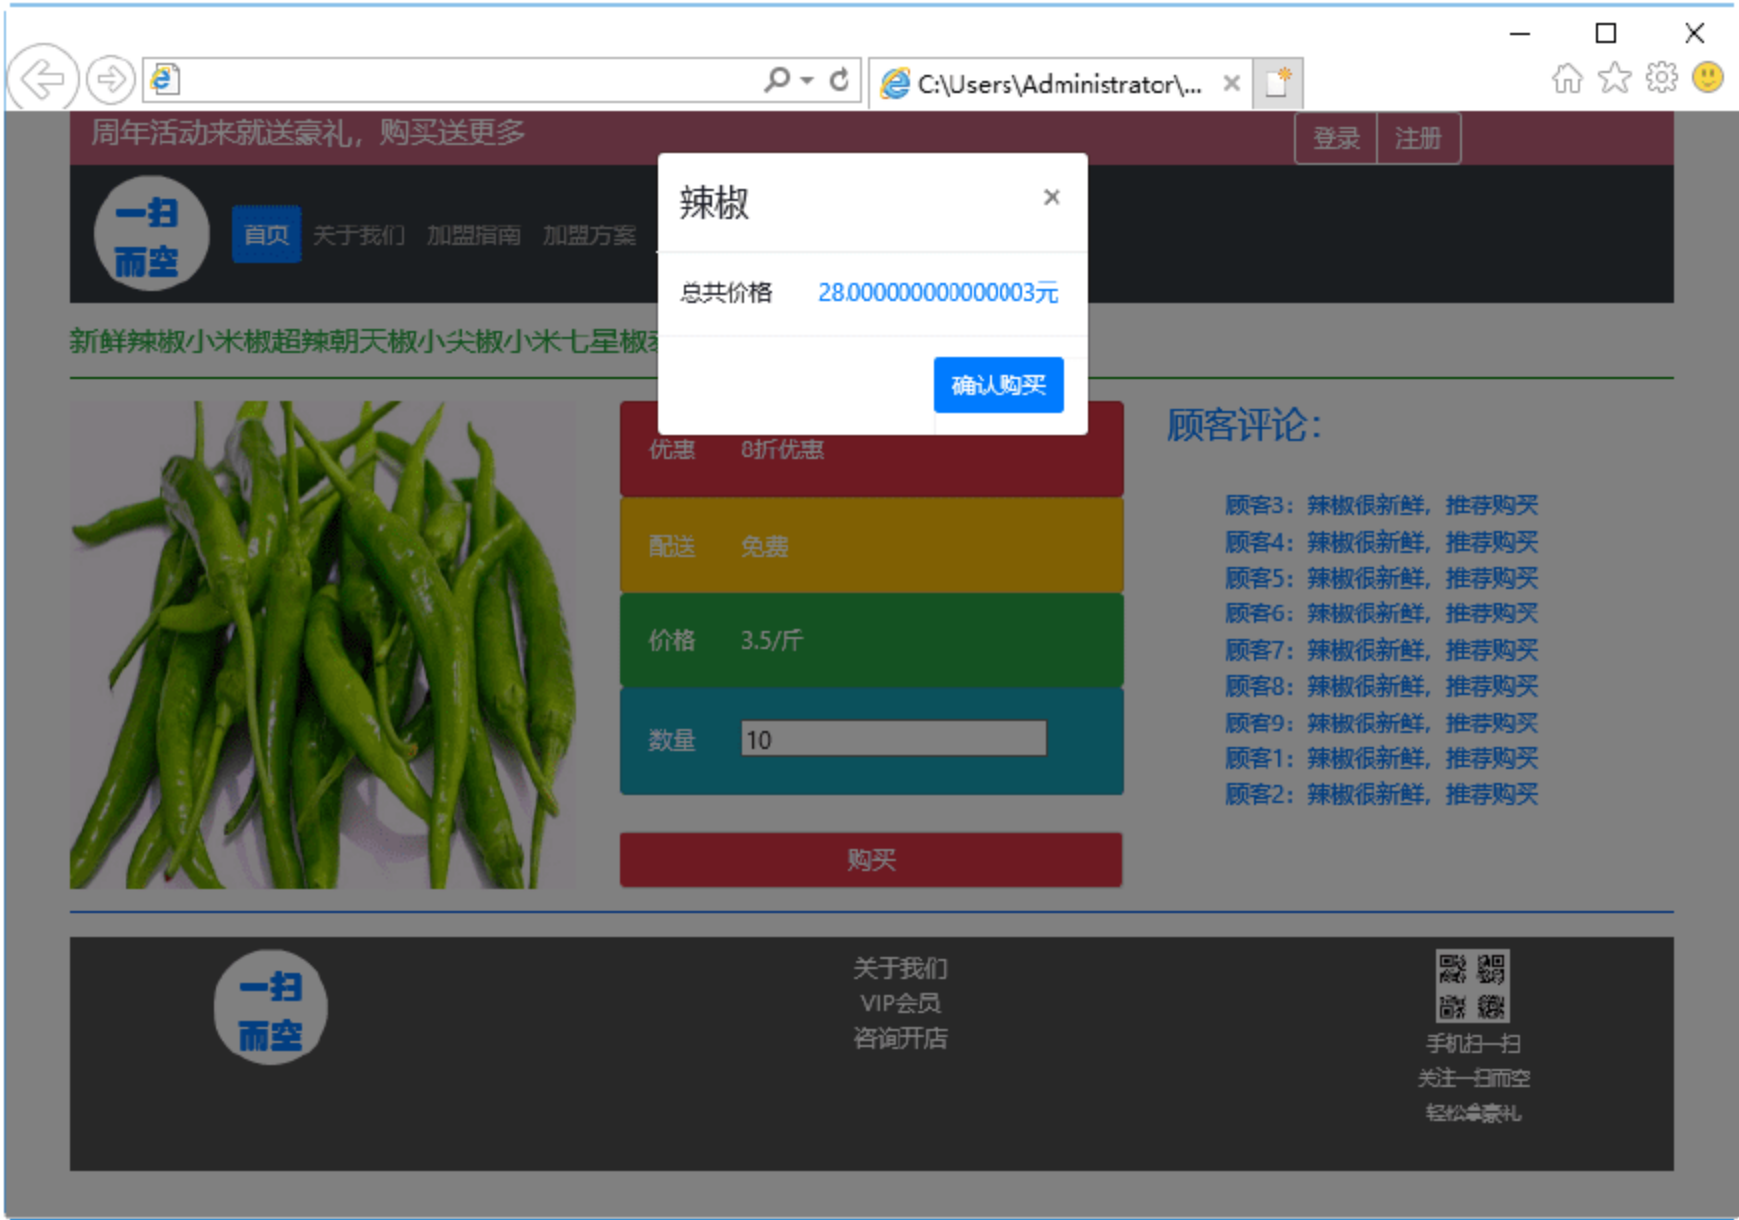 C:\Users\Administrator\...
周年活动来就送豪礼，购买送更多
登录 注册
一扫
而空
首页 关于我们 加盟指南 加盟方案
辣椒 ×
总共价格 28.000000000000003元
确认购买
新鲜辣椒小米椒超辣朝天椒小尖椒小米七星椒
优惠 8折优惠
配送 免费
价格 3.5/斤
数量 10
购买
顾客评论：
顾客3：辣椒很新鲜，推荐购买
顾客4：辣椒很新鲜，推荐购买
顾客5：辣椒很新鲜，推荐购买
顾客6：辣椒很新鲜，推荐购买
顾客7：辣椒很新鲜，推荐购买
顾客8：辣椒很新鲜，推荐购买
顾客9：辣椒很新鲜，推荐购买
顾客1：辣椒很新鲜，推荐购买
顾客2：辣椒很新鲜，推荐购买
一扫
而空
关于我们
VIP会员
咨询开店
手机扫一扫
关注一扫而空
轻松拿豪礼